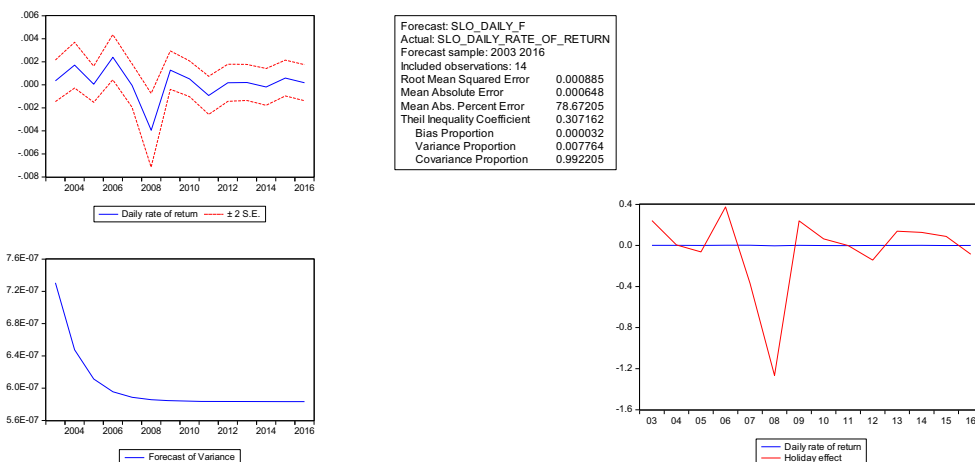 .006
.004
.002
.000
-.002
-.004
-.006
-.008
2004 2006 2008 2010 2012 2014 2016
Daily rate of return ± 2 S.E.
Forecast: SLO_DAILY_F
Actual: SLO_DAILY_RATE_OF_RETURN
Forecast sample: 2003 2016
Included observations: 14
Root Mean Squared Error 0.000885
Mean Absolute Error 0.000648
Mean Abs. Percent Error 78.67205
Theil Inequality Coefficient 0.307162
Bias Proportion 0.000032
Variance Proportion 0.007764
Covariance Proportion 0.992205
7.6E-07
7.2E-07
6.8E-07
6.4E-07
6.0E-07
5.6E-07
2004 2006 2008 2010 2012 2014 2016
Forecast of Variance
0.4
0.0
-0.4
-0.8
-1.2
-1.6
03 04 05 06 07 08 09 10 11 12 13 14 15 16
Daily rate of return
Holiday effect